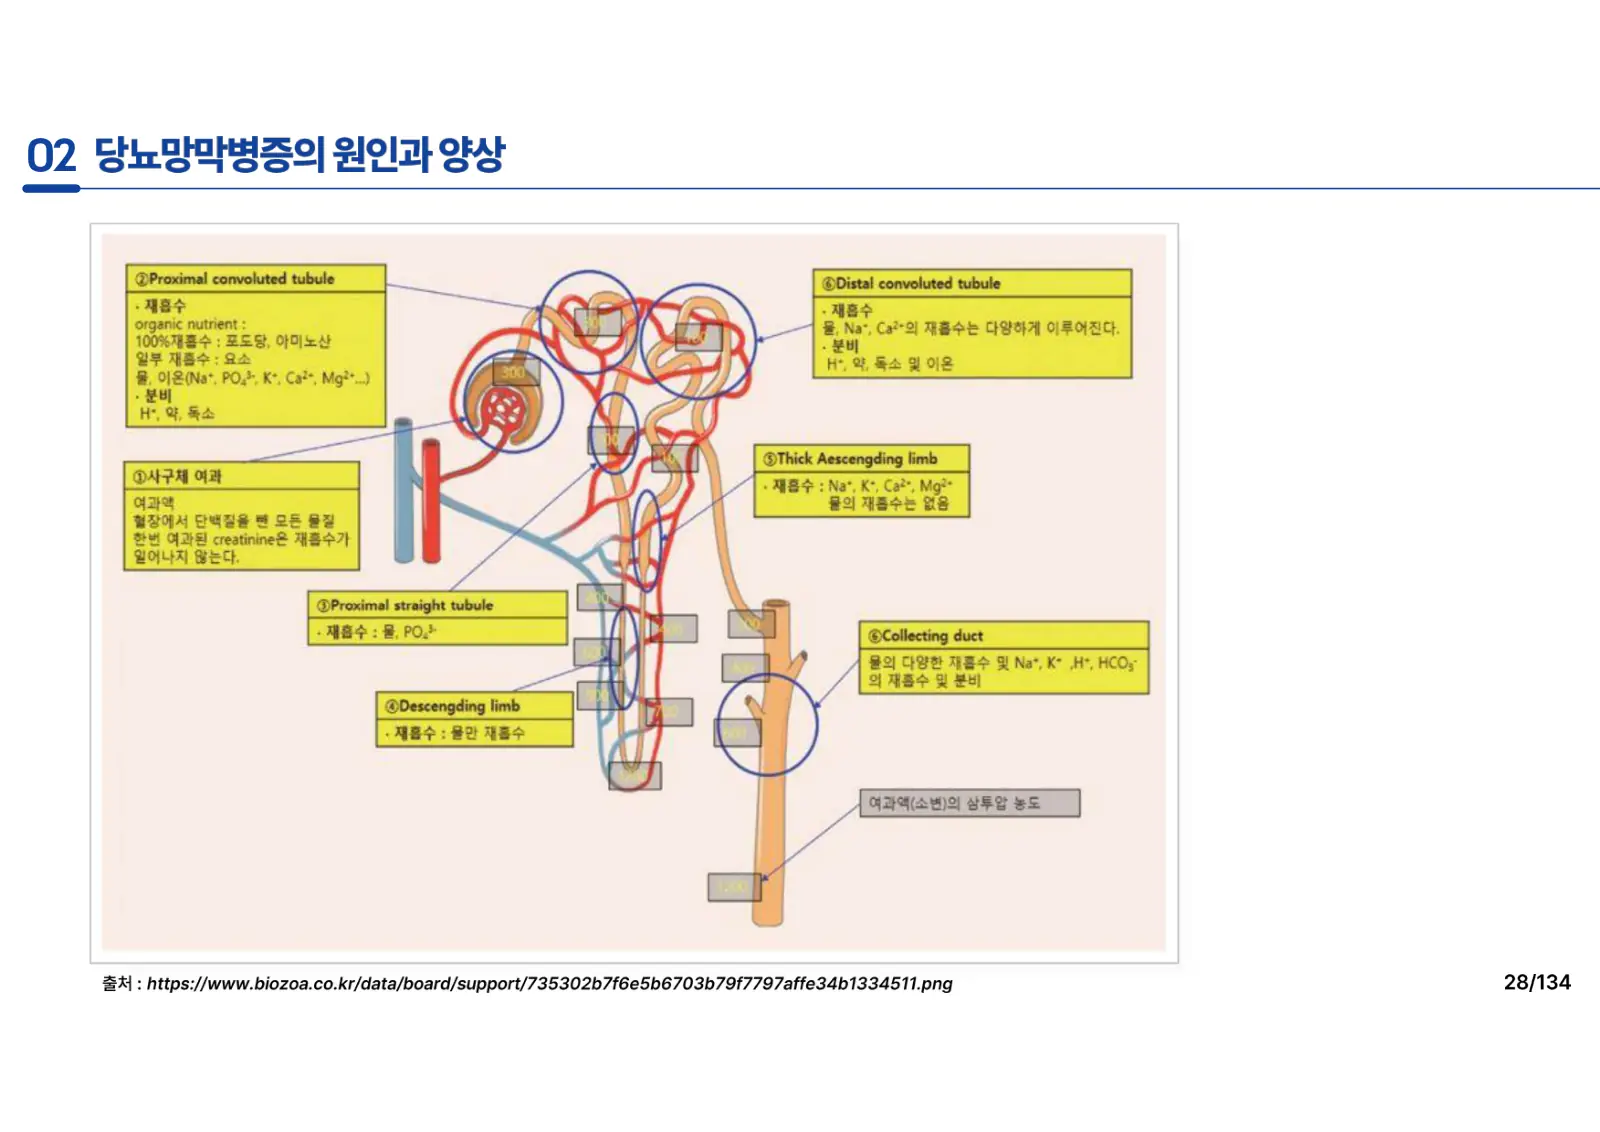 02 당뇨망막병증의 원인과 양상
②Proximal convoluted tubule
· 재흡수
organic nutrient :
100%재흡수 : 포도당, 아미노산
일부 재흡수 : 요소
물, 이온(Na⁺, PO₄³⁻, K⁺, Ca²⁺, Mg²⁺...)
· 분비
H⁺, 약, 독소
⑥Distal convoluted tubule
· 재흡수
물, Na⁺, Ca²⁺의 재흡수는 다양하게 이루어진다.
· 분비
H⁺, 약, 독소 및 이온
300
①사구체 여과
여과액
혈장에서 단백질을 뺀 모든 물질
한번 여과된 creatinine은 재흡수가
일어나지 않는다.
⑤Thick Aescengding limb
· 재흡수 : Na⁺, K⁺, Ca²⁺, Mg²⁺
물의 재흡수는 없음
③Proximal straight tubule
· 재흡수 : 물, PO₄³⁻
⑥Collecting duct
물의 다양한 재흡수 및 Na⁺, K⁺ ,H⁺, HCO₃⁻
의 재흡수 및 분비
④Descengding limb
· 재흡수 : 물만 재흡수
여과액(소변)의 삼투압 농도
출처 : https://www.biozoa.co.kr/data/board/support/735302b7f6e5b6703b79f7797affe34b1334511.png
28/134